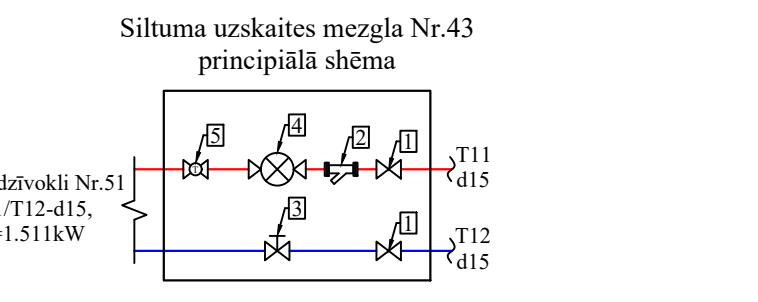 Siltuma uzskaites mezgla Nr.43
principiālā shēma
5
4
2
1
T11
d15
dzīvokli Nr.51
/T12-d15,
=1.511kW
3
1
T12
d15